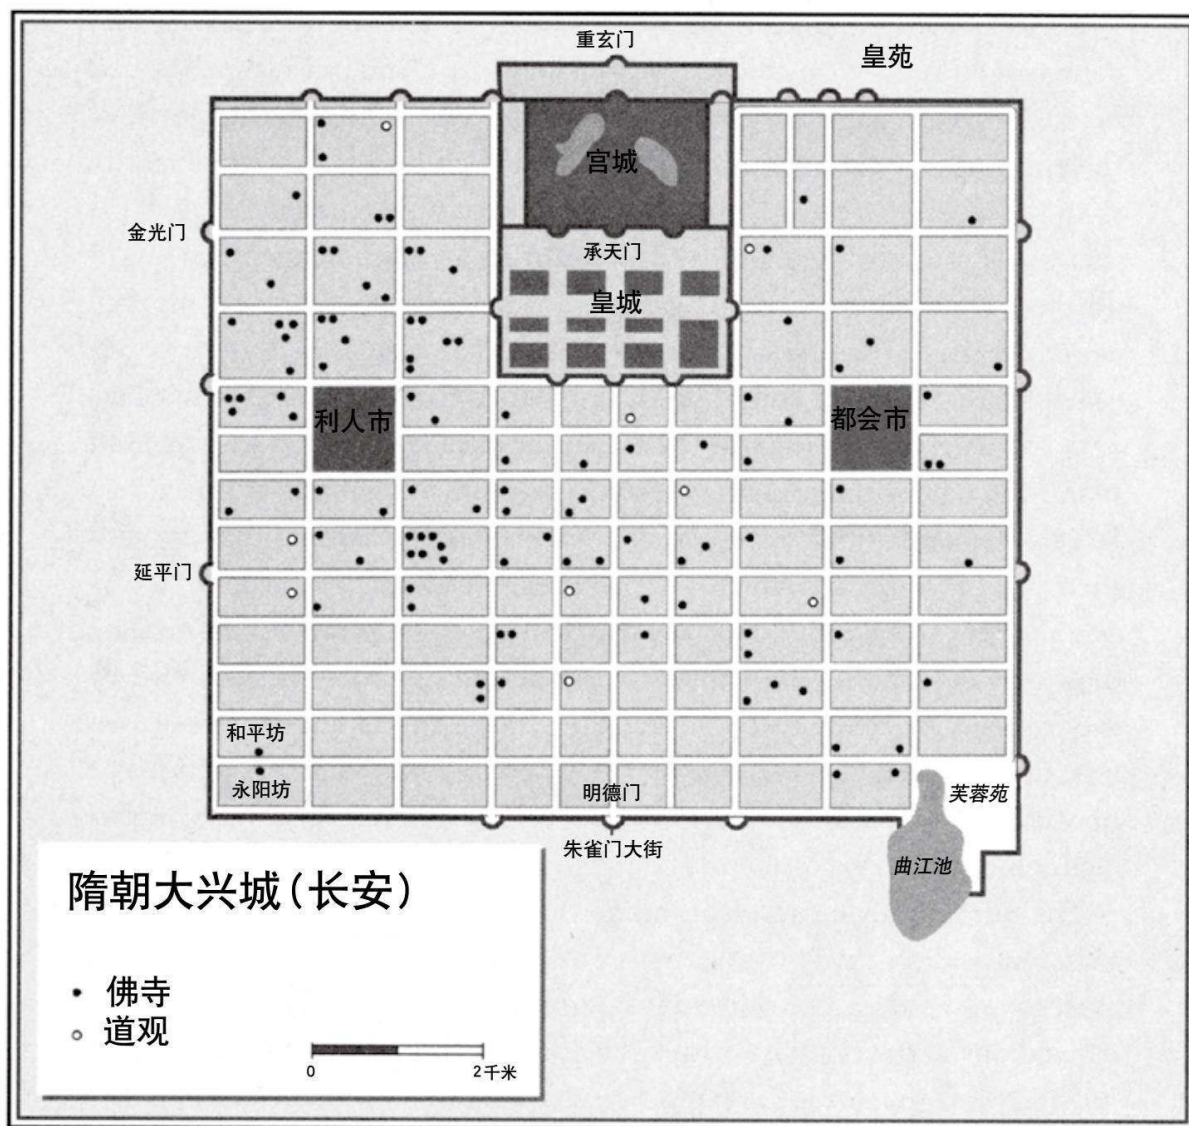 重玄门
皇苑
宫城
金光门
承天门
皇城
利人市
都会市
延平门
和平坊
永阳坊
明德门
芙蓉苑
朱雀门大街
曲江池
隋朝大兴城(长安)
佛寺
道观
0
2千米